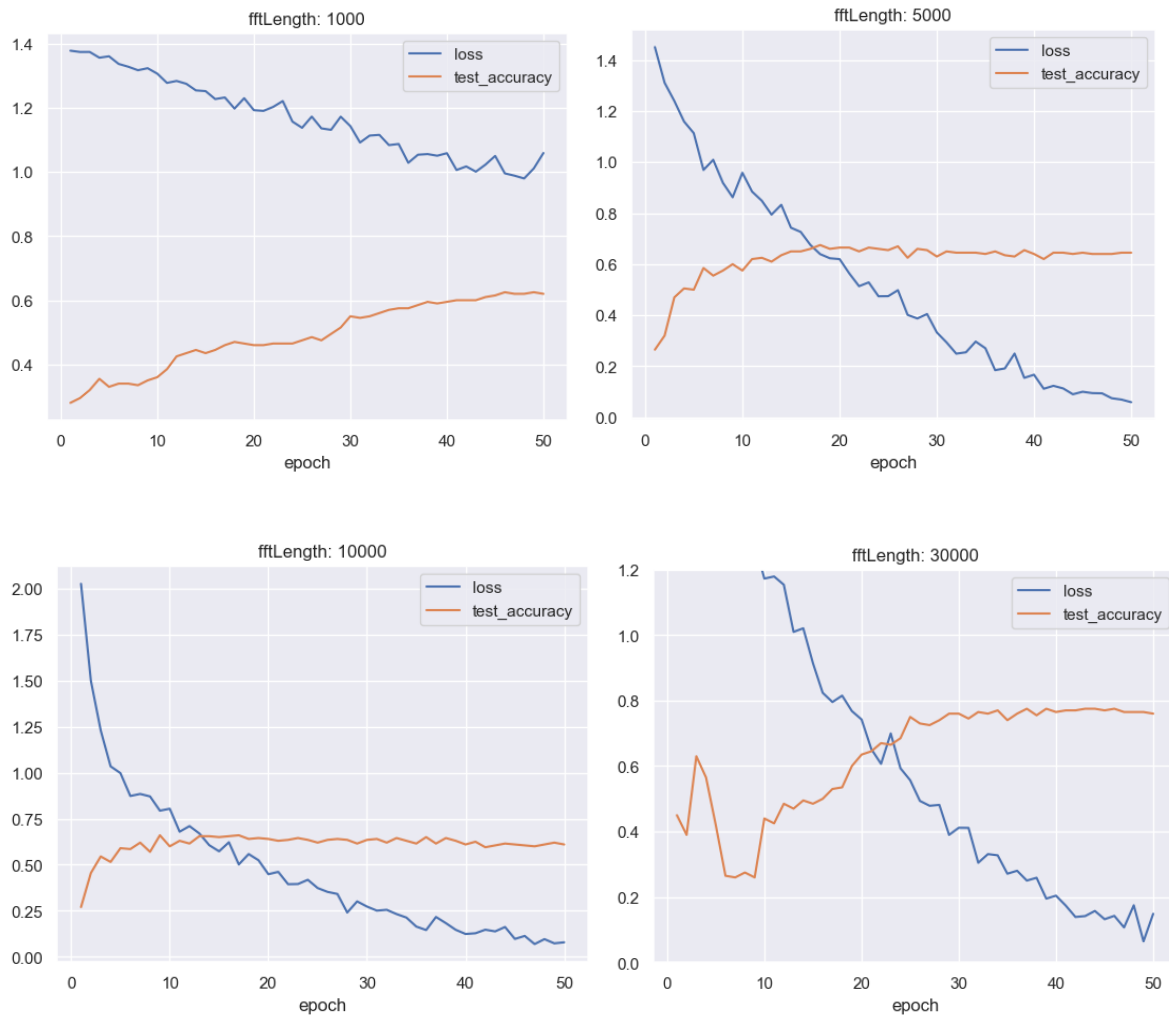 fftLength: 1000
1.4
1.2
1.0
0.8
0.6
0.4
loss
test_accuracy
0 10 20 30 40 50
epoch
fftLength: 5000
1.4
1.2
1.0
0.8
0.6
0.4
0.2
0.0
loss
test_accuracy
0 10 20 30 40 50
epoch
fftLength: 10000
2.00
1.75
1.50
1.25
1.00
0.75
0.50
0.25
0.00
loss
test_accuracy
0 10 20 30 40 50
epoch
fftLength: 30000
1.2
1.0
0.8
0.6
0.4
0.2
0.0
loss
test_accuracy
0 10 20 30 40 50
epoch